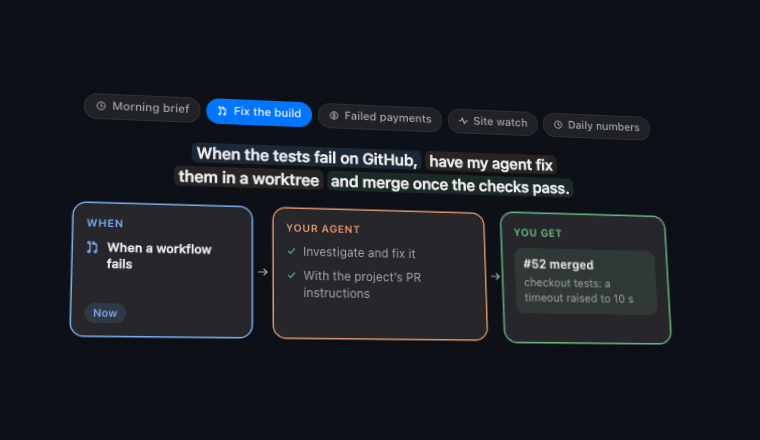 Morning brief
Fix the build
Failed payments
Site watch
Daily numbers
When the tests fail on GitHub, have my agent fix
them in a worktree and merge once the checks pass.
WHEN
When a workflow
fails
Now
YOUR AGENT
Investigate and fix it
With the project's PR
instructions
YOU GET
#52 merged
checkout tests: a
timeout raised to 10 s